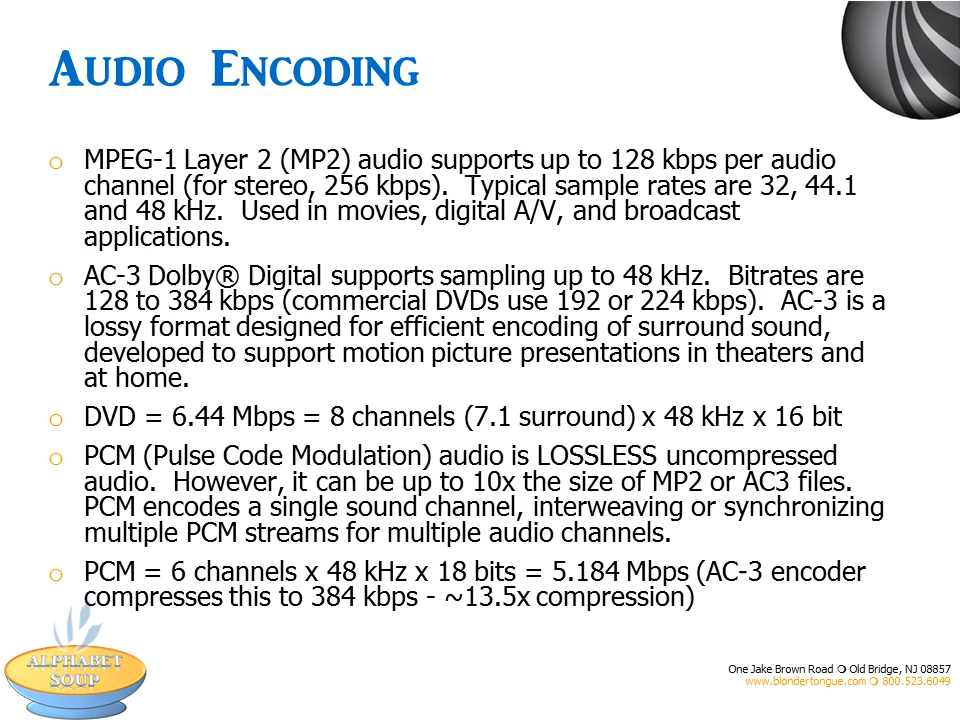 Audio Encoding
o MPEG-1 Layer 2 (MP2) audio supports up to 128 kbps per audio
channel (for stereo, 256 kbps).  Typical sample rates are 32, 44.1
and 48 kHz.  Used in movies, digital A/V, and broadcast
applications.
o AC-3 Dolby® Digital supports sampling up to 48 kHz.  Bitrates are
128 to 384 kbps (commercial DVDs use 192 or 224 kbps).  AC-3 is a
lossy format designed for efficient encoding of surround sound,
developed to support motion picture presentations in theaters and
at home.
o DVD = 6.44 Mbps = 8 channels (7.1 surround) x 48 kHz x 16 bit
o PCM (Pulse Code Modulation) audio is LOSSLESS uncompressed
audio.  However, it can be up to 10x the size of MP2 or AC3 files.
PCM encodes a single sound channel, interweaving or synchronizing
multiple PCM streams for multiple audio channels.
o PCM = 6 channels x 48 kHz x 18 bits = 5.184 Mbps (AC-3 encoder
compresses this to 384 kbps - ~13.5x compression)
ALPHABET
SOUP
One Jake Brown Road ❍ Old Bridge, NJ 08857
www.blondertongue.com ❍ 800.523.6049